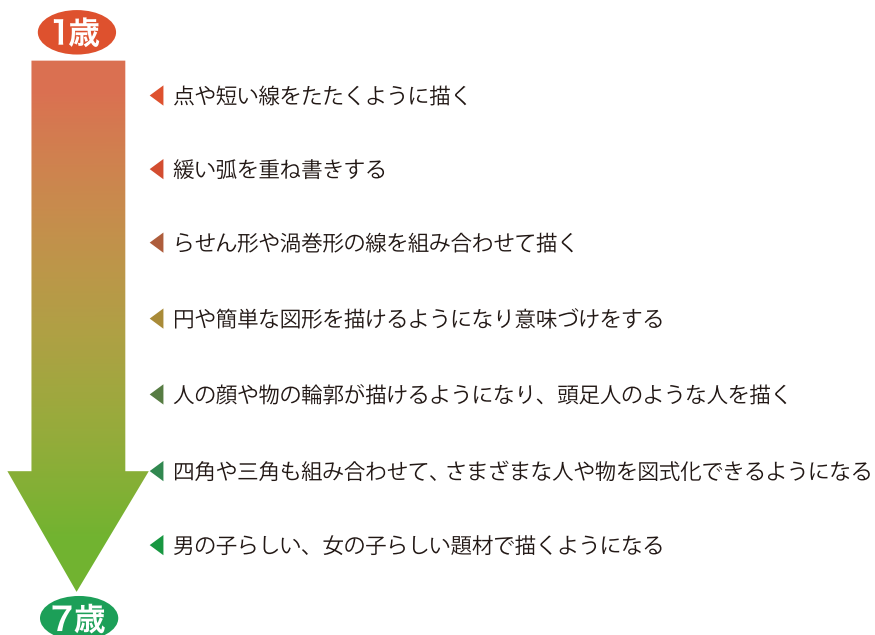 1歳
点や短い線をたたくように描く
緩い弧を重ね書きする
らせん形や渦巻形の線を組み合わせて描く
円や簡単な図形を描けるようになり意味づけをする
人の顔や物の輪郭が描けるようになり、頭足人のような人を描く
四角や三角も組み合わせて、さまざまな人や物を図式化できるようになる
男の子らしい、女の子らしい題材で描くようになる
7歳